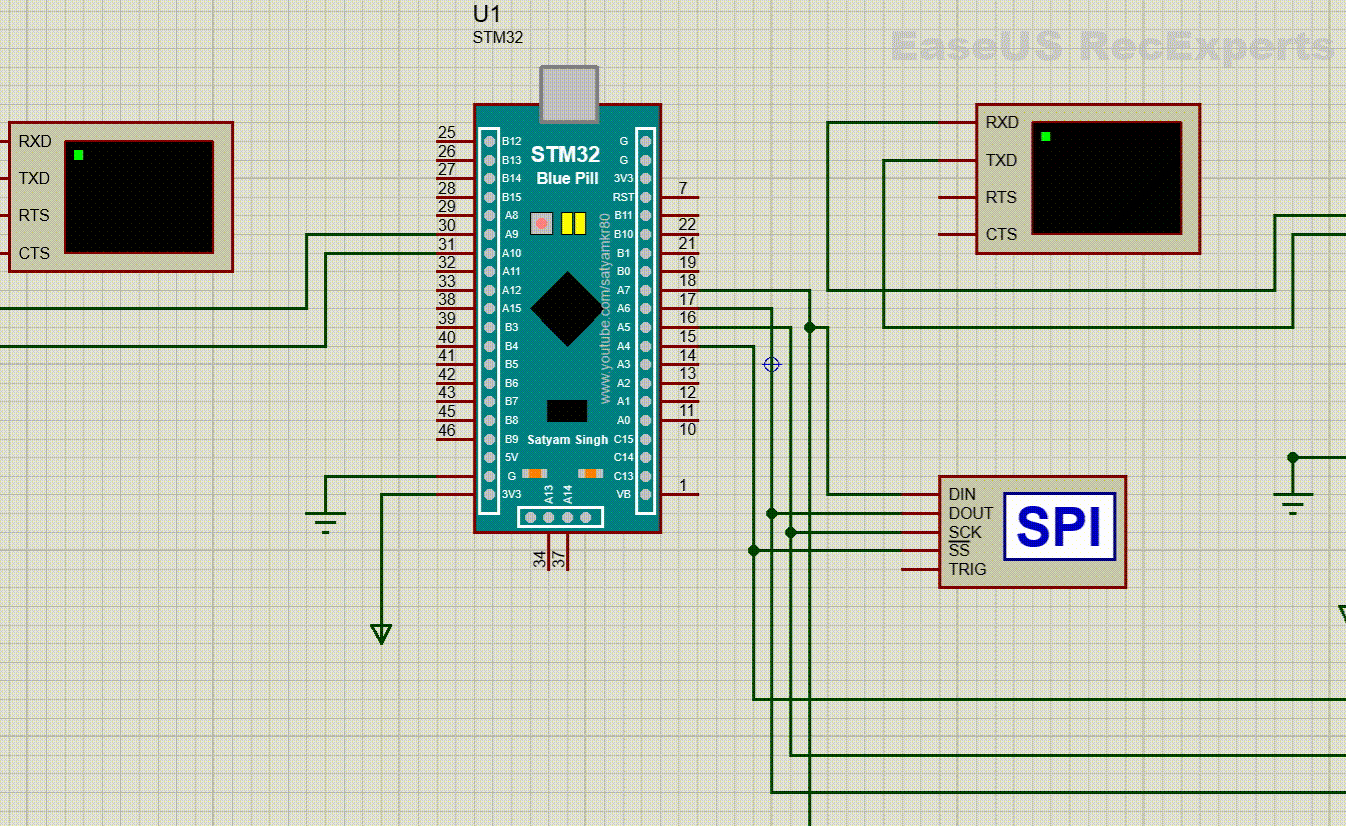 U1
STM32
EaseUS RecExperts
RXD
TXD
RTS
CTS
25
26
27
28
29
30
31
32
33
38
39
40
41
42
43
45
46
B12
B13
B14
B15
A8
A9
A10
A11
A12
A15
B3
B4
B5
B6
B7
B8
B9
5V
G
3V3
STM32
Blue Pill
www.youtube.com/satyamkr80
Satyam Singh
A13
A14
34
37
G
G
3V3
RST
B11
B10
B1
B0
A7
A6
A5
A4
A3
A2
A1
A0
C15
C14
C13
VB
7
22
21
19
18
17
16
15
14
13
12
11
10
1
RXD
TXD
RTS
CTS
DIN
DOUT
SCK
SS
TRIG
SPI